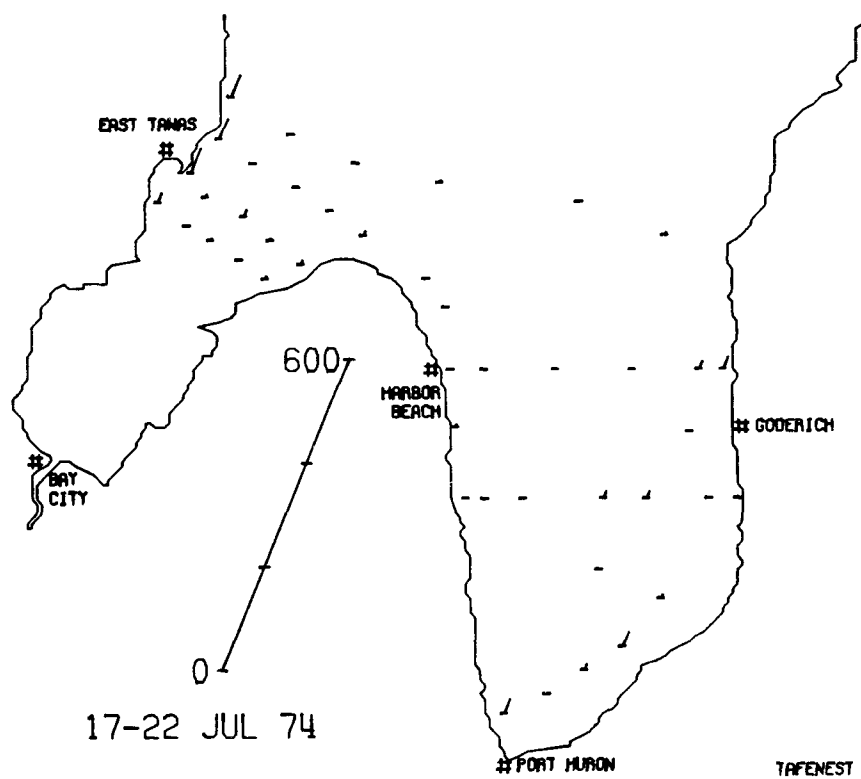 EAST TAWAS
600
HARBOR
BEACH
GODERICH
BAY
CITY
0
17-22 JUL 74
PORT HURON
TAFENEST